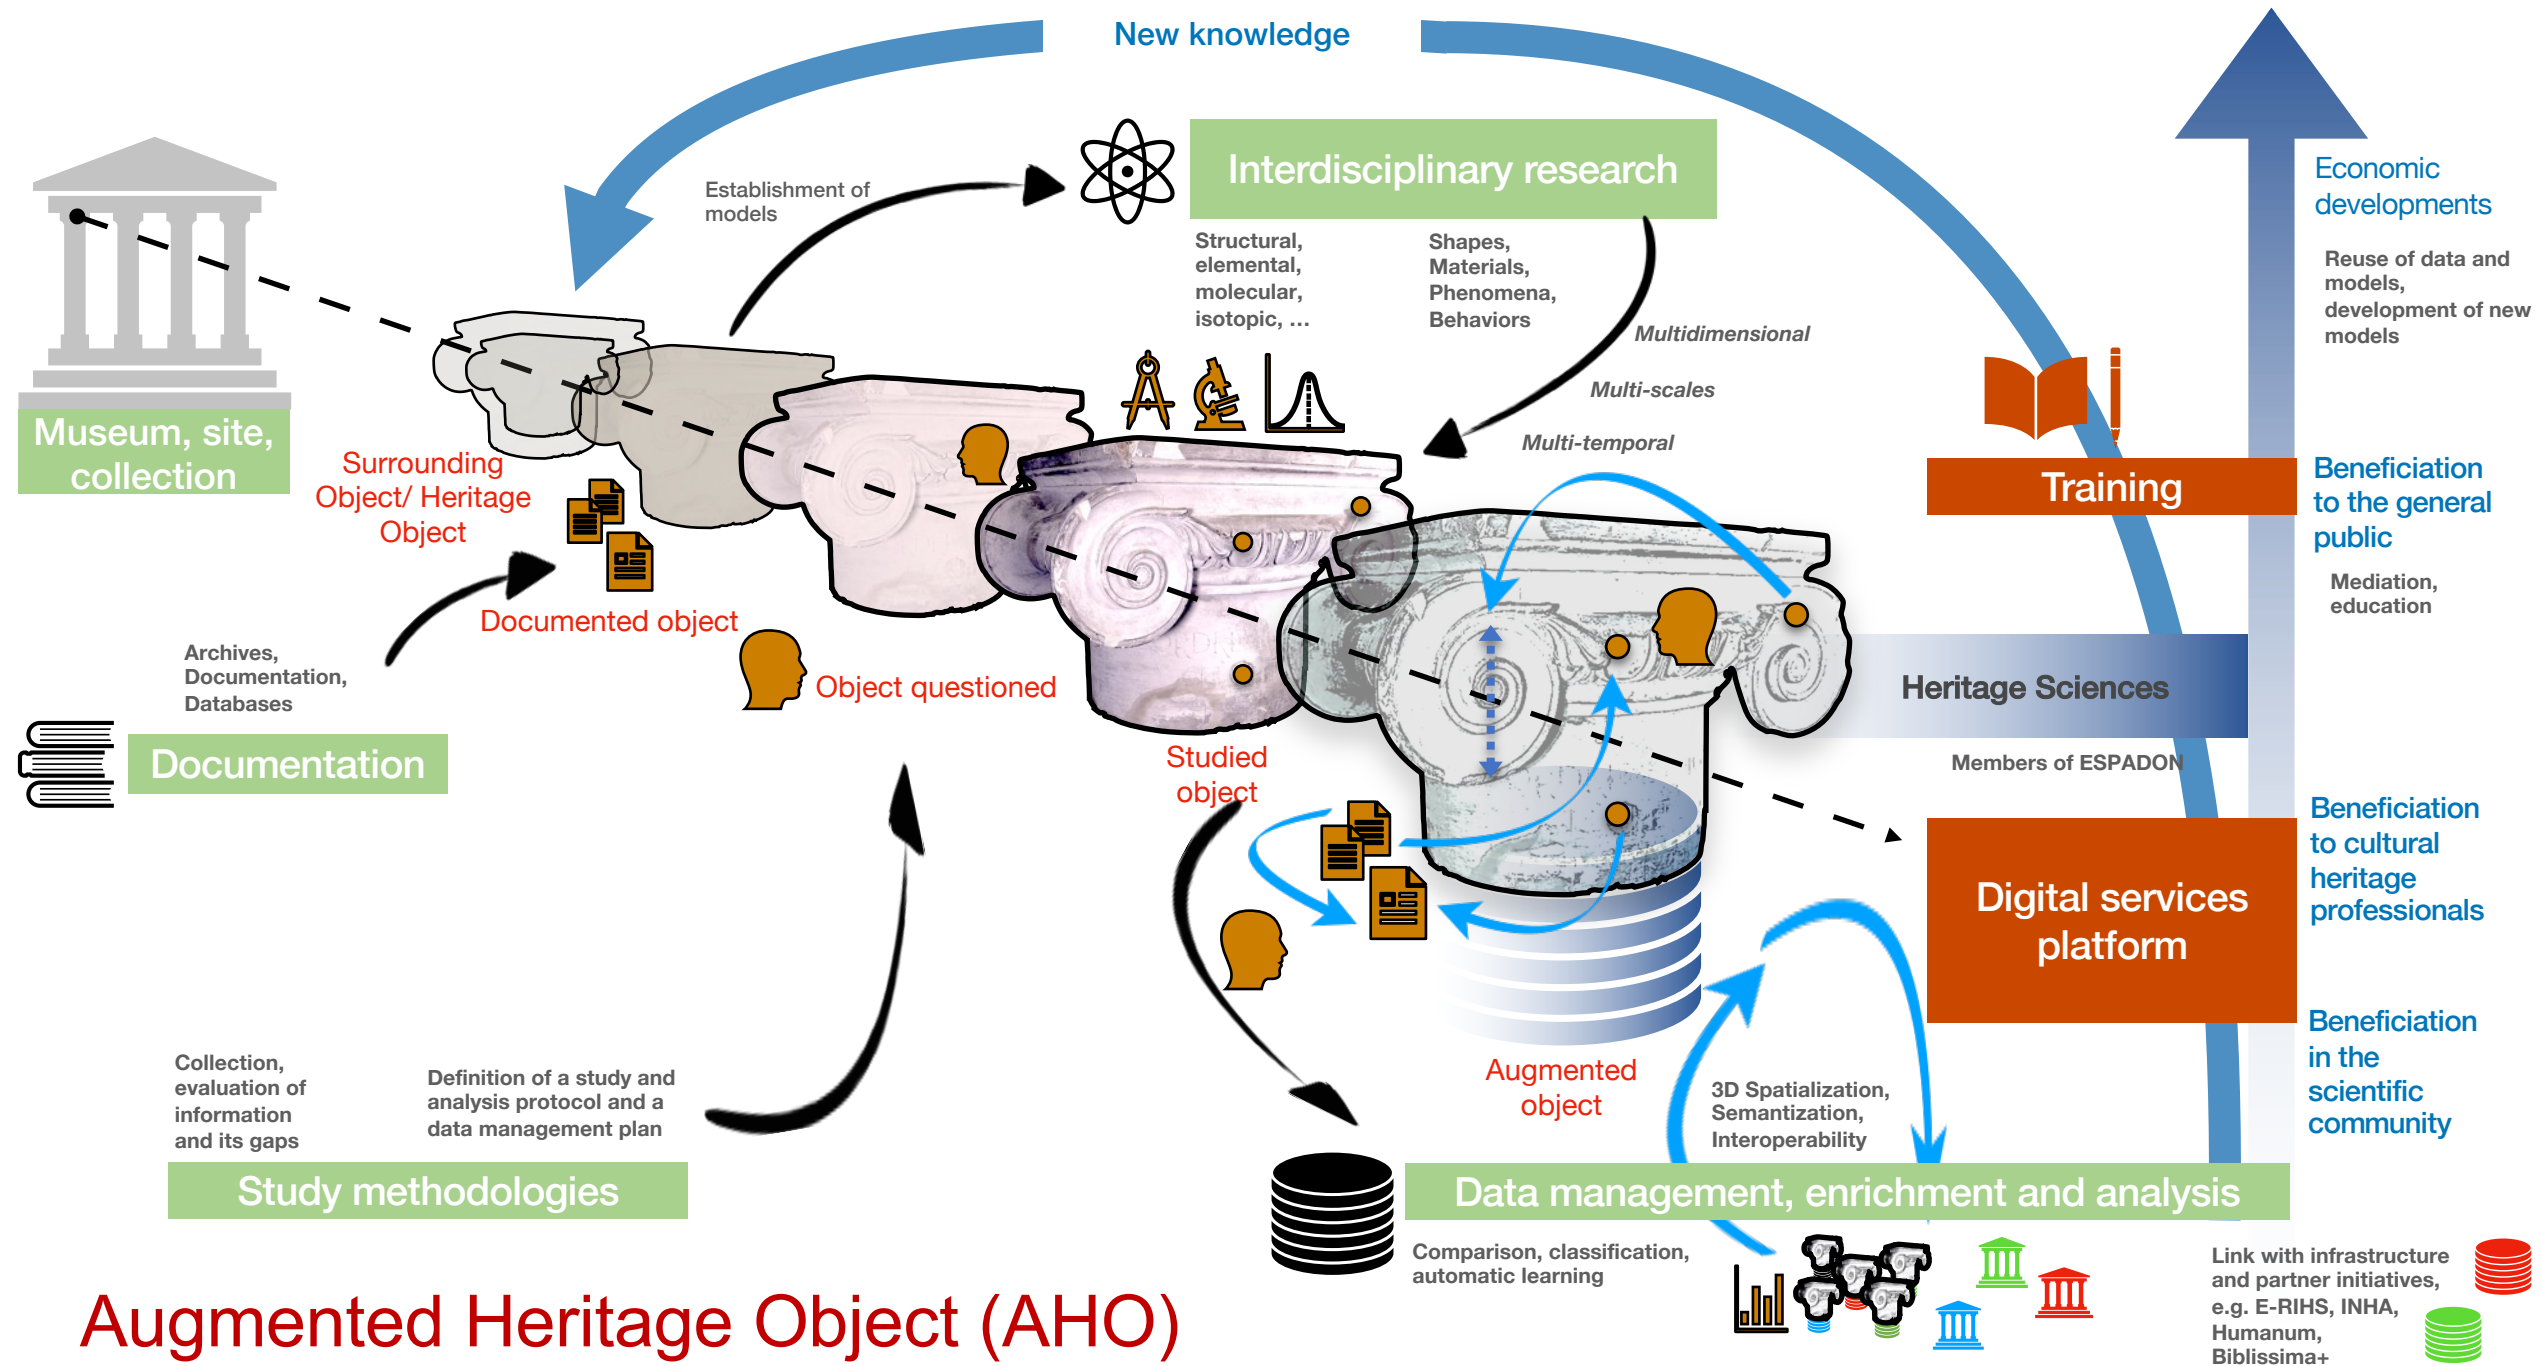 New knowledge
Establishment of
models
Interdisciplinary research
Structural,
elemental,
molecular,
isotopic, ...
Shapes,
Materials,
Phenomena,
Behaviors
Multidimensional
Multi-scales
Multi-temporal
Economic
developments
Reuse of data and
models,
development of new
models
Museum, site,
collection
Surrounding
Object/ Heritage
Object
Training
Beneficiation
to the general
public
Mediation,
education
Documented object
Archives,
Documentation,
Databases
Documentation
Object questioned
Studied
object
Heritage Sciences
Members of ESPADON
Beneficiation
to cultural
heritage
professionals
Digital services
platform
Beneficiation
in the
scientific
community
Augmented
object
3D Spatialization,
Semantization,
Interoperability
Collection,
evaluation of
information
and its gaps
Definition of a study and
analysis protocol and a
data management plan
Study methodologies
Data management, enrichment and analysis
Comparison, classification,
automatic learning
Link with infrastructure
and partner initiatives,
e.g. E-RIHS, INHA,
Humanum,
Biblissima+
Augmented Heritage Object (AHO)